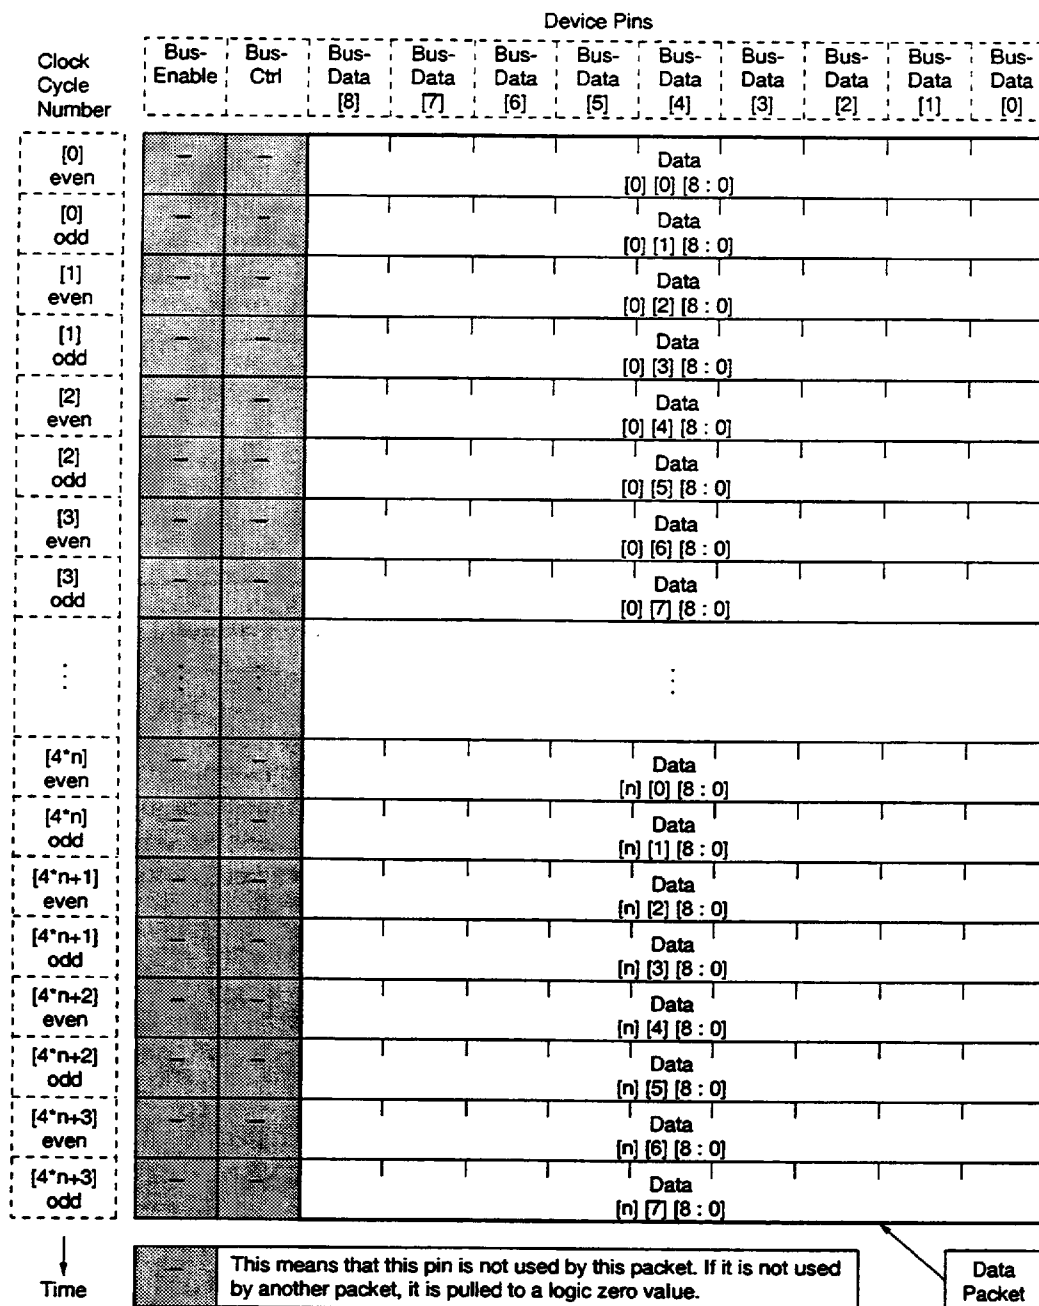 Device Pins
Clock
Cycle
Number
Bus-
Enable
Bus-
Ctrl
Bus-
Data
[8]
Bus-
Data
[7]
Bus-
Data
[6]
Bus-
Data
[5]
Bus-
Data
[4]
Bus-
Data
[3]
Bus-
Data
[2]
Bus-
Data
[1]
Bus-
Data
[0]
[0]
even
– –
Data
[0] [0] [8 : 0]
[0]
odd
– –
Data
[0] [1] [8 : 0]
[1]
even
– –
Data
[0] [2] [8 : 0]
[1]
odd
– –
Data
[0] [3] [8 : 0]
[2]
even
– –
Data
[0] [4] [8 : 0]
[2]
odd
– –
Data
[0] [5] [8 : 0]
[3]
even
– –
Data
[0] [6] [8 : 0]
[3]
odd
– –
Data
[0] [7] [8 : 0]
⋮ ⋮ ⋮ ⋮
[4*n]
even
– –
Data
[n] [0] [8 : 0]
[4*n]
odd
– –
Data
[n] [1] [8 : 0]
[4*n+1]
even
– –
Data
[n] [2] [8 : 0]
[4*n+1]
odd
– –
Data
[n] [3] [8 : 0]
[4*n+2]
even
– –
Data
[n] [4] [8 : 0]
[4*n+2]
odd
– –
Data
[n] [5] [8 : 0]
[4*n+3]
even
– –
Data
[n] [6] [8 : 0]
[4*n+3]
odd
– –
Data
[n] [7] [8 : 0]
Time
–
This means that this pin is not used by this packet. If it is not used
by another packet, it is pulled to a logic zero value.
Data
Packet